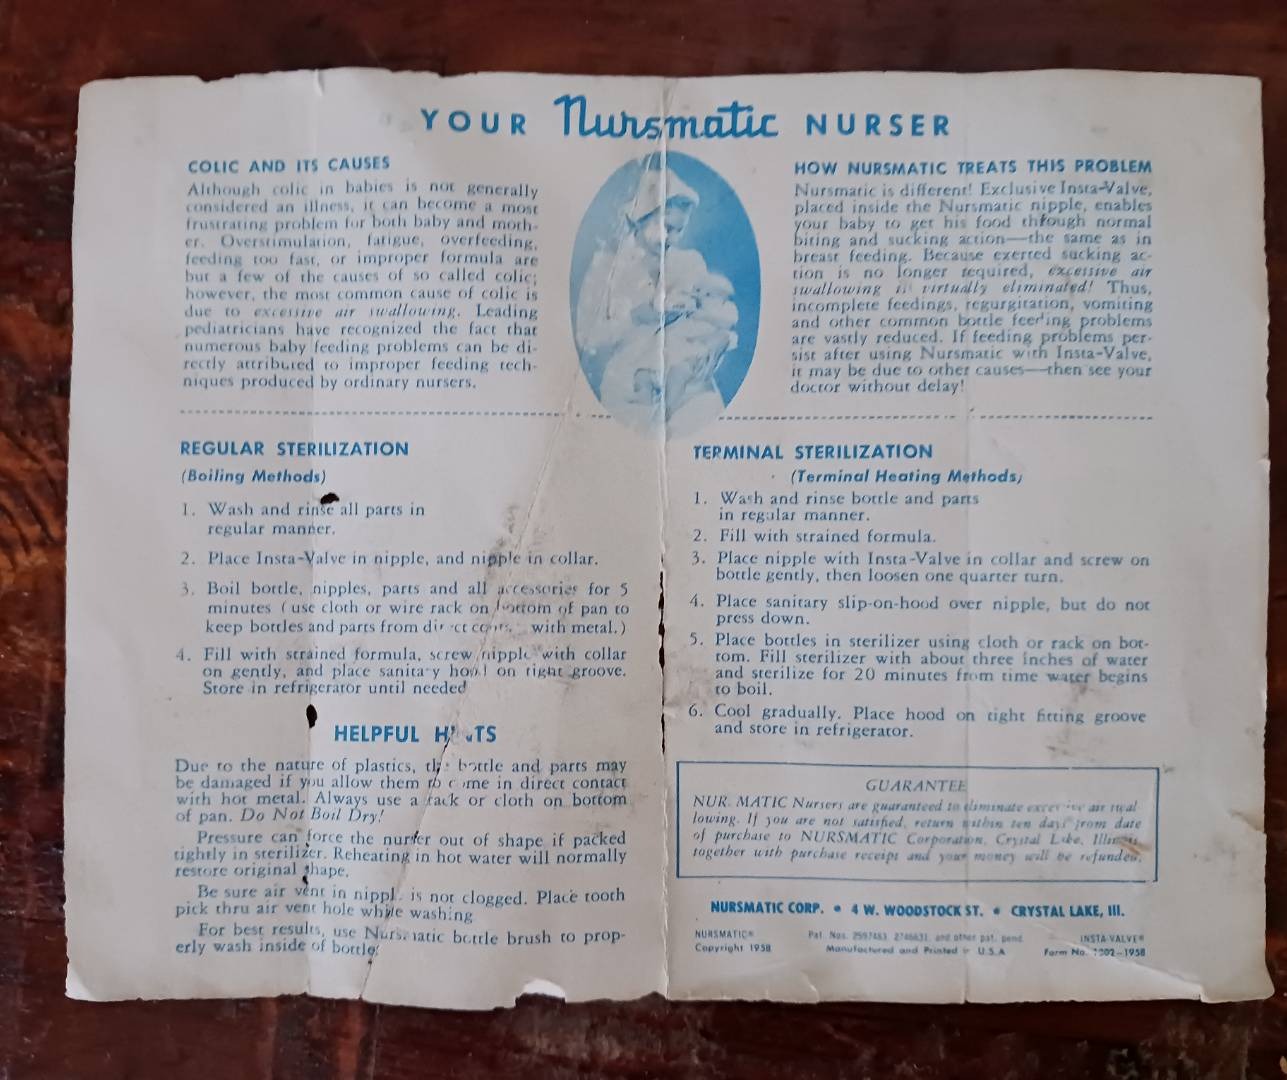 YOUR Nursmatic NURSER
COLIC AND ITS CAUSES
Although colic in babies is not generally
considered an illness, it can become a most
frustrating problem for both baby and moth-
er. Overstimulation, fatigue, overfeeding,
feeding too fast, or improper formula are
but a few of the causes of so called colic;
however, the most common cause of colic is
due to excessive air swallowing. Leading
pediatricians have recognized the fact that
numerous baby feeding problems can be di-
rectly attributed to improper feeding tech-
niques produced by ordinary nursers.
HOW NURSMATIC TREATS THIS PROBLEM
Nursmatic is different! Exclusive Insta-Valve,
placed inside the Nursmatic nipple, enables
your baby to get his food through normal
biting and sucking action—the same as in
breast feeding. Because exerted sucking ac-
tion is no longer required, excessive air
swallowing is virtually eliminated! Thus,
incomplete feedings, regurgitation, vomiting
and other common bottle feeding problems
are vastly reduced. If feeding problems per-
sist after using Nursmatic with Insta-Valve,
it may be due to other causes—then see your
doctor without delay!
REGULAR STERILIZATION
(Boiling Methods)
1. Wash and rinse all parts in
regular manner.
2. Place Insta-Valve in nipple, and nipple in collar.
3. Boil bottle, nipples, parts and all accessories for 5
minutes (use cloth or wire rack on bottom of pan to
keep bottles and parts from direct with metal.)
4. Fill with strained formula, screw nipple with collar
on gently, and place sanitary hood on tight groove.
Store in refrigerator until needed
HELPFUL HINTS
Due to the nature of plastics, the bottle and parts may
be damaged if you allow them to come in direct contact
with hot metal. Always use a rack or cloth on bottom
of pan. Do Not Boil Dry!
Pressure can force the nurser out of shape if packed
tightly in sterilizer. Reheating in hot water will normally
restore original shape.
Be sure air vent in nipple is not clogged. Place tooth
pick thru air vent hole while washing
For best results, use Nursmatic bottle brush to prop-
erly wash inside of bottle.
TERMINAL STERILIZATION
(Terminal Heating Methods)
1. Wash and rinse bottle and parts
in regular manner.
2. Fill with strained formula.
3. Place nipple with Insta-Valve in collar and screw on
bottle gently, then loosen one quarter turn.
4. Place sanitary slip-on-hood over nipple, but do not
press down.
5. Place bottles in sterilizer using cloth or rack on bot-
tom. Fill sterilizer with about three inches of water
and sterilize for 20 minutes from time water begins
to boil.
6. Cool gradually. Place hood on tight fitting groove
and store in refrigerator.
GUARANTEE
NURSMATIC Nursers are guaranteed to eliminate excessive air swal
lowing. If you are not satisfied, return within ten days from date
of purchase to NURSMATIC Corporation, Crystal Lake, Illinois
together with purchase receipt and your money will be refunded.
NURSMATIC CORP. • 4 W. WOODSTOCK ST. • CRYSTAL LAKE, Ill.
NURSMATIC® Pat. Nos. 2597483, 2746631, and other pat. pend. INSTA-VALVE®
Copyright 1958 Manufactured and Printed in U.S.A Form No. 1958